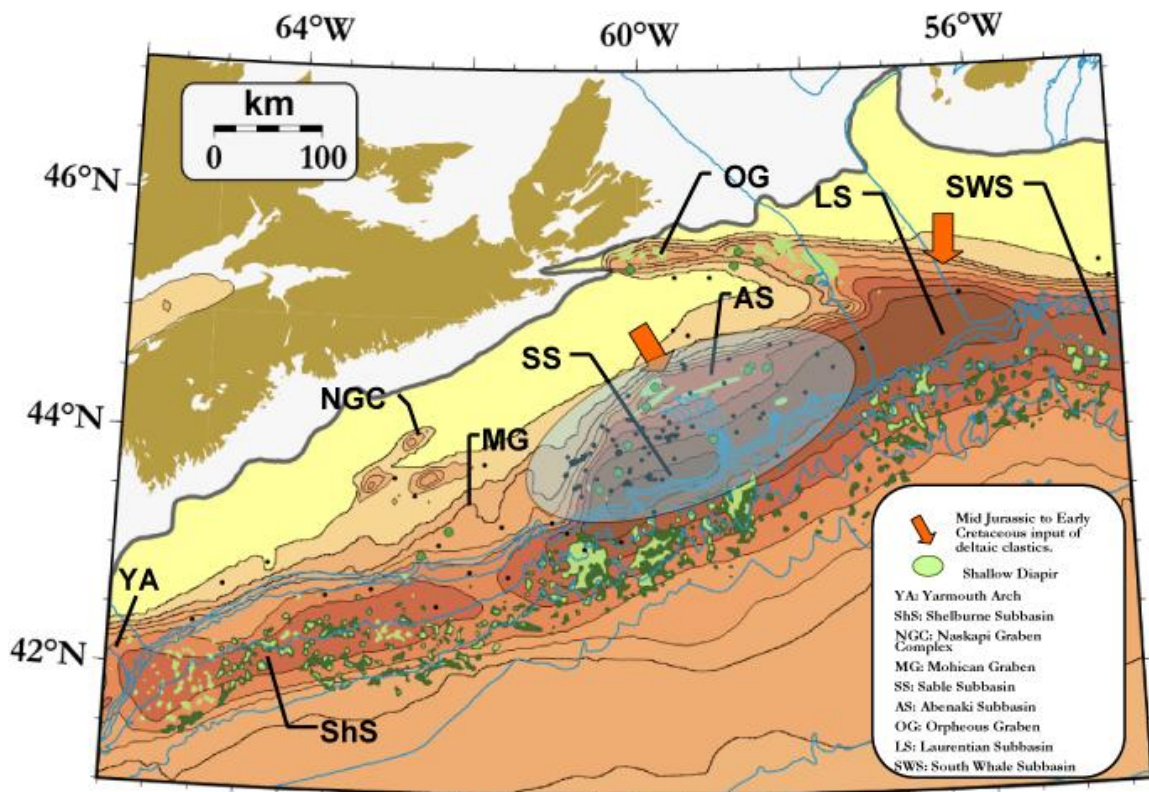 64°W 60°W 56°W
km
0 100
46°N
OG
LS
SWS
AS
SS
44°N
NGC
MG
YA
42°N
ShS
Mid Jurassic to Early
Cretaceous input of
deltaic clastics.
Shallow Diapir
YA: Yarmouth Arch
ShS: Shelburne Subbasin
NGC: Naskapi Graben
Complex
MG: Mohican Graben
SS: Sable Subbasin
AS: Abenaki Subbasin
OG: Orpheous Graben
LS: Laurentian Subbasin
SWS: South Whale Subbasin